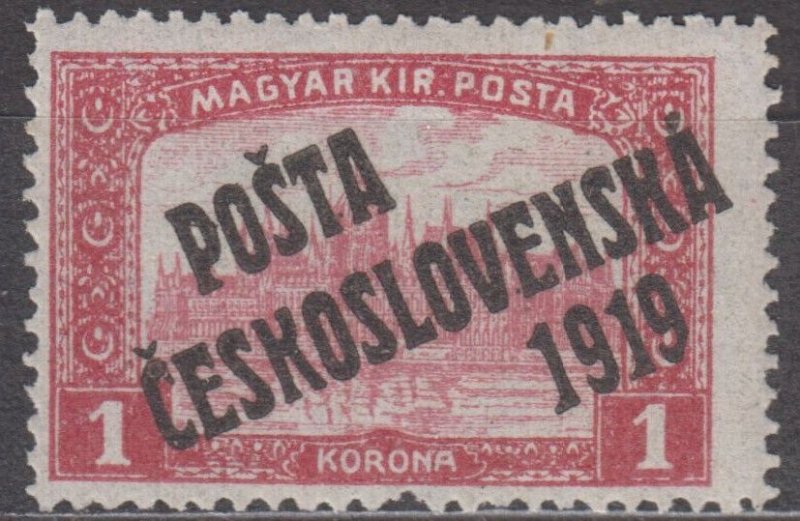 MAGYAR KIR. POSTA
POŠTA
ČESKOSLOVENSKÁ
1919
1 1
KORONA